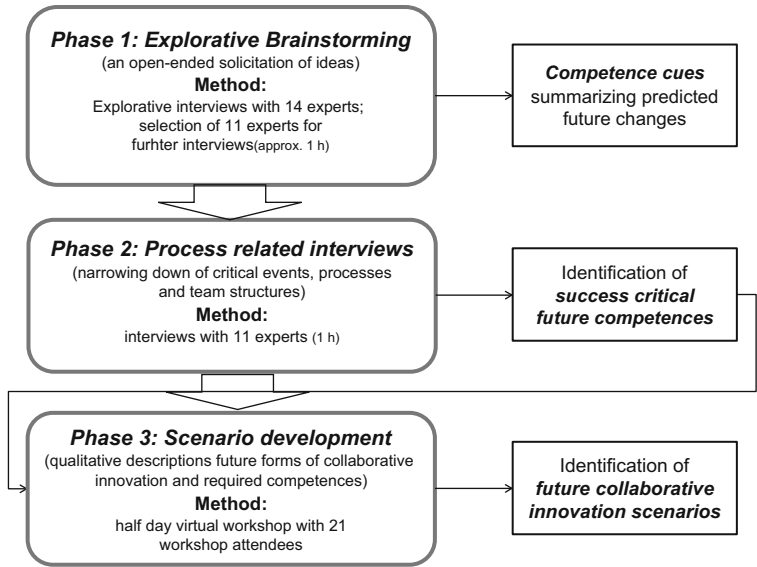 Phase 1: Explorative Brainstorming
(an open-ended solicitation of ideas)
Method:
Explorative interviews with 14 experts;
selection of 11 experts for
furhter interviews(approx. 1 h)
Competence cues
summarizing predicted
future changes
Phase 2: Process related interviews
(narrowing down of critical events, processes
and team structures)
Method:
interviews with 11 experts (1 h)
Identification of
success critical
future competences
Phase 3: Scenario development
(qualitative descriptions future forms of collaborative
innovation and required competences)
Method:
half day virtual workshop with 21
workshop attendees
Identification of
future collaborative
innovation scenarios